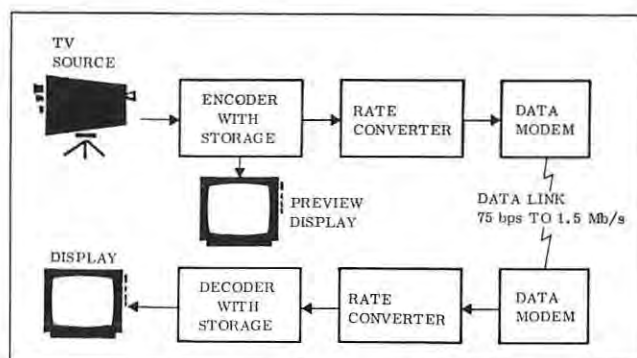 TV
SOURCE
ENCODER
WITH
STORAGE
RATE
CONVERTER
DATA
MODEM
PREVIEW
DISPLAY
DATA LINK
75 bps TO 1.5 Mb/s
DISPLAY
DECODER
WITH
STORAGE
RATE
CONVERTER
DATA
MODEM